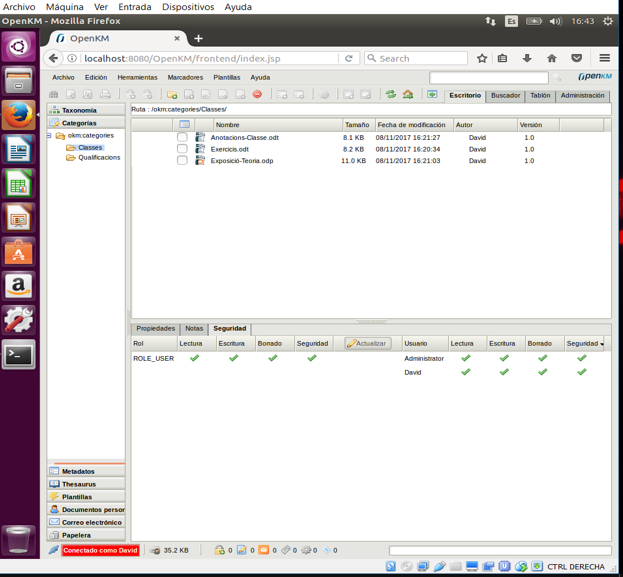 Archivo Máquina Ver Entrada Dispositivos Ayuda
OpenKM - Mozilla Firefox Es 16:43
OpenKM
localhost:8080/OpenKM/frontend/index.jsp Search
Archivo Edición Herramientas Marcadores Plantillas Ayuda OpenKM
Escritorio Buscador Tablón Administración
Taxonomía
Categorías
okm:categories
Classes
Qualificacions
Ruta : /okm:categories/Classes/
Nombre Tamaño Fecha de modificación Autor Versión
Anotacions-Classe.odt 8.1 KB 08/11/2017 16:21:27 David 1.0
Exercicis.odt 8.2 KB 08/11/2017 16:20:34 David 1.0
Exposició-Teoria.odp 11.0 KB 08/11/2017 16:21:03 David 1.0
Propiedades Notas Seguridad
Rol Lectura Escritura Borrado Seguridad Actualizar Usuario Lectura Escritura Borrado Seguridad
ROLE_USER Administrator
David
Metadatos
Thesaurus
Plantillas
Documentos person
Correo electrónico
Papelera
Conectado como David 35.2 KB 0 0 0 0 0 0
CTRL DERECHA